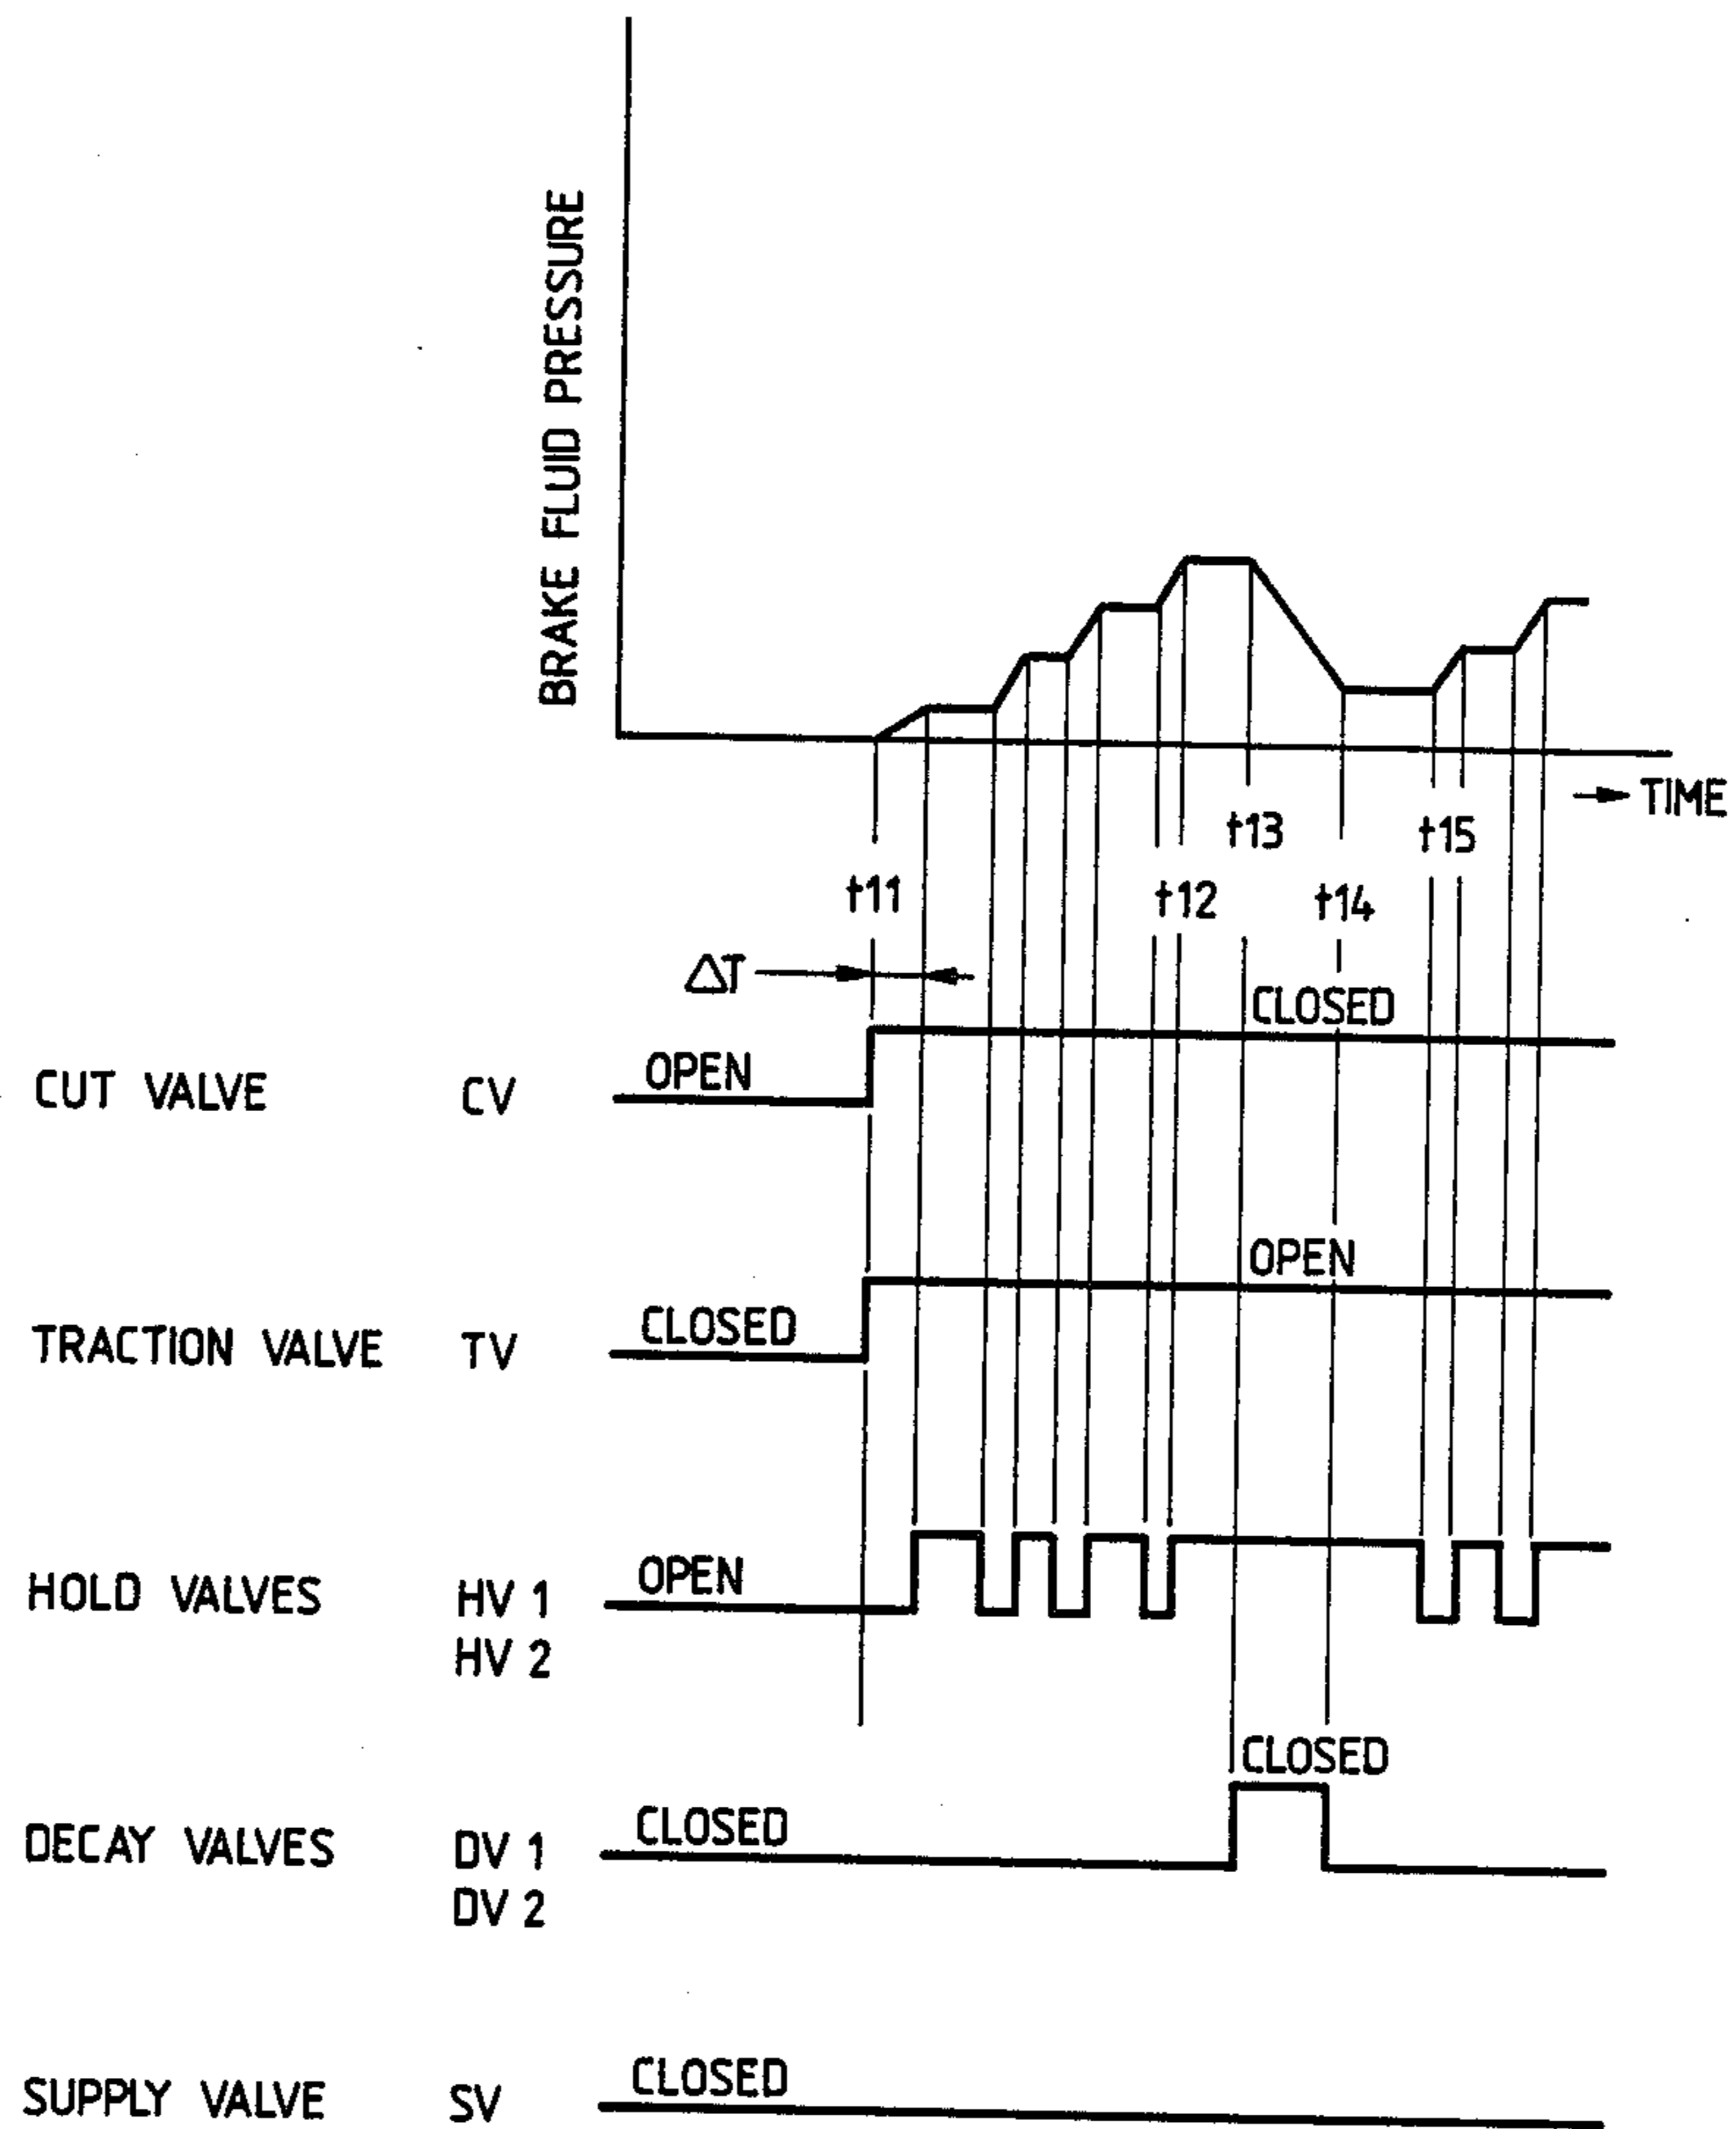 BRAKE FLUID PRESSURE
→ TIME
t13 t15
t11 t12 t14
ΔT
CLOSED
CUT VALVE CV OPEN
OPEN
TRACTION VALVE TV CLOSED
HOLD VALVES HV 1 OPEN
HV 2
CLOSED
DECAY VALVES DV 1 CLOSED
DV 2
SUPPLY VALVE SV CLOSED